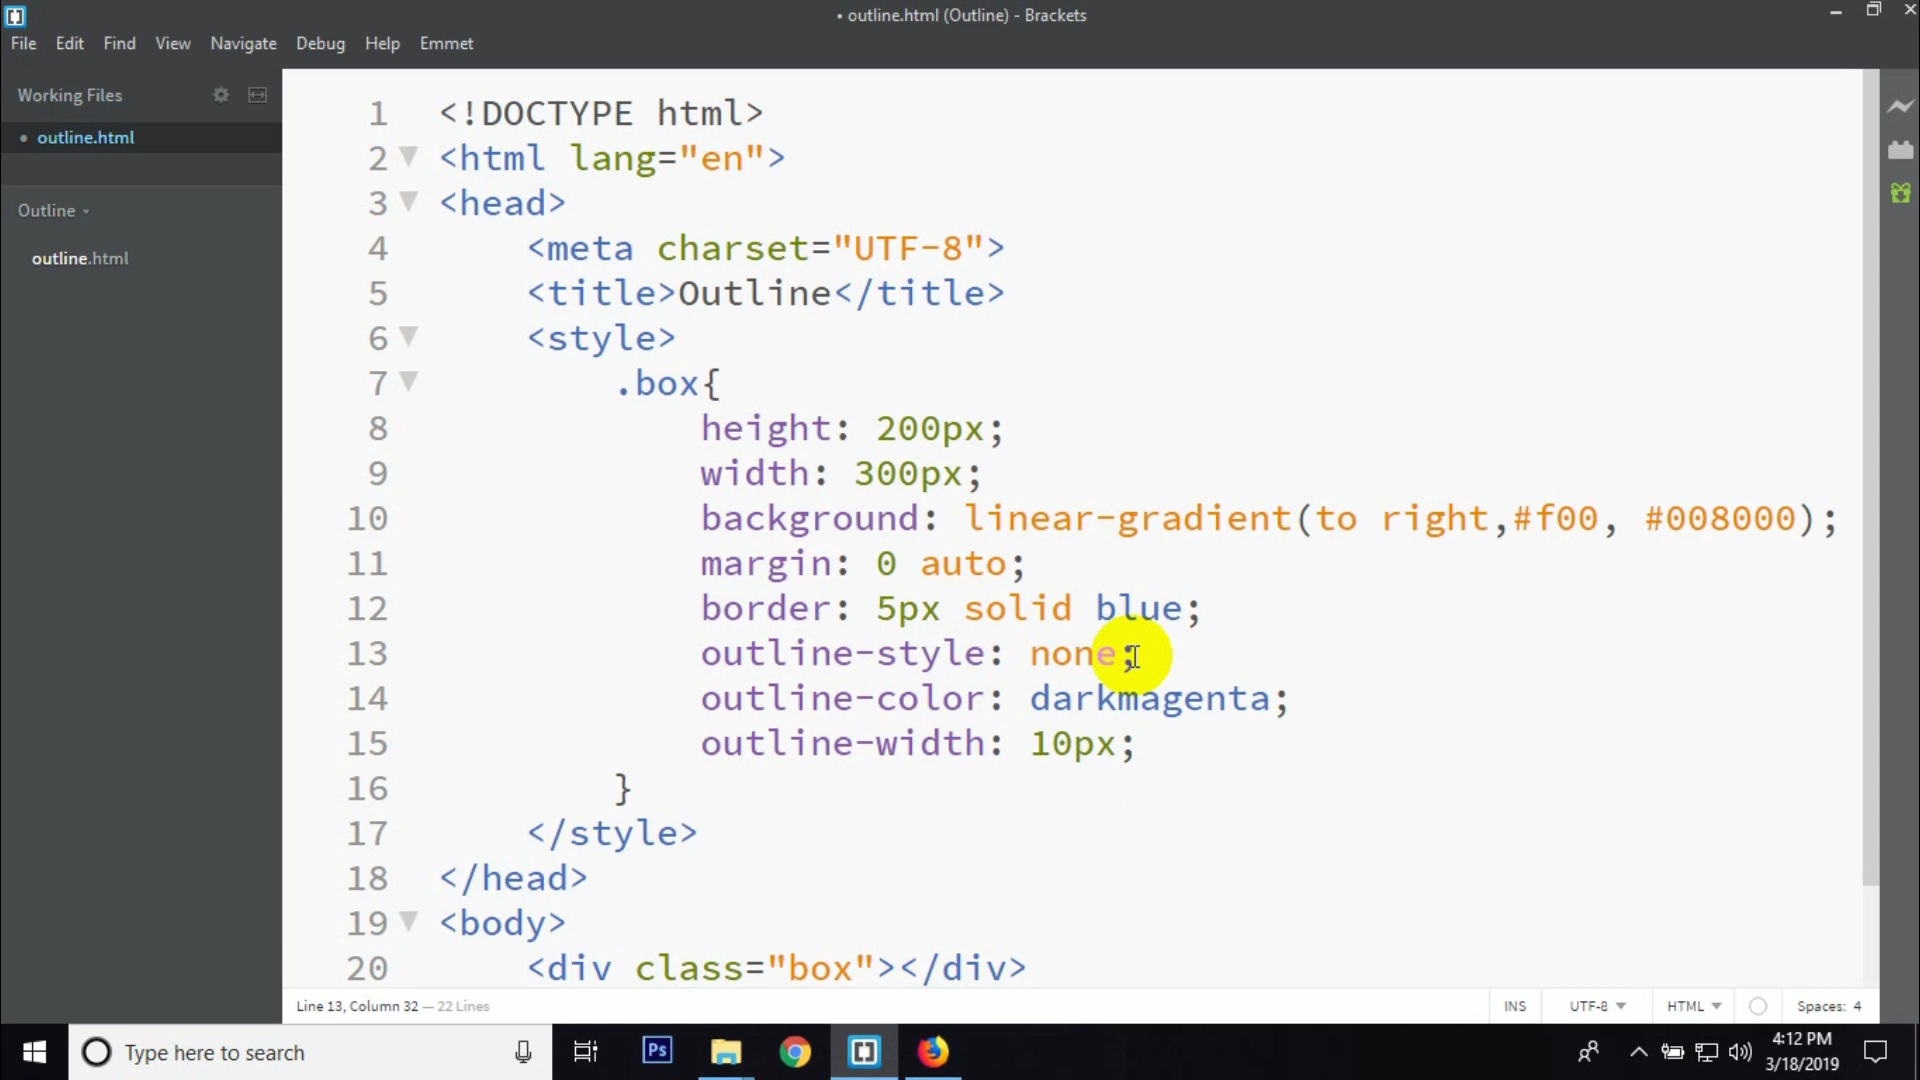 • outline.html (Outline) - Brackets
File Edit Find View Navigate Debug Help Emmet
Working Files
• outline.html
Outline
outline.html
1 <!DOCTYPE html>
2 <html lang="en">
3 <head>
4 <meta charset="UTF-8">
5 <title>Outline</title>
6 <style>
7 .box{
8 height: 200px;
9 width: 300px;
10 background: linear-gradient(to right,#f00, #008000);
11 margin: 0 auto;
12 border: 5px solid blue;
13 outline-style: none;
14 outline-color: darkmagenta;
15 outline-width: 10px;
16 }
17 </style>
18 </head>
19 <body>
20 <div class="box"></div>
Line 13, Column 32 — 22 Lines
INS UTF-8 HTML Spaces: 4
Type here to search
Ps
4:12 PM
3/18/2019